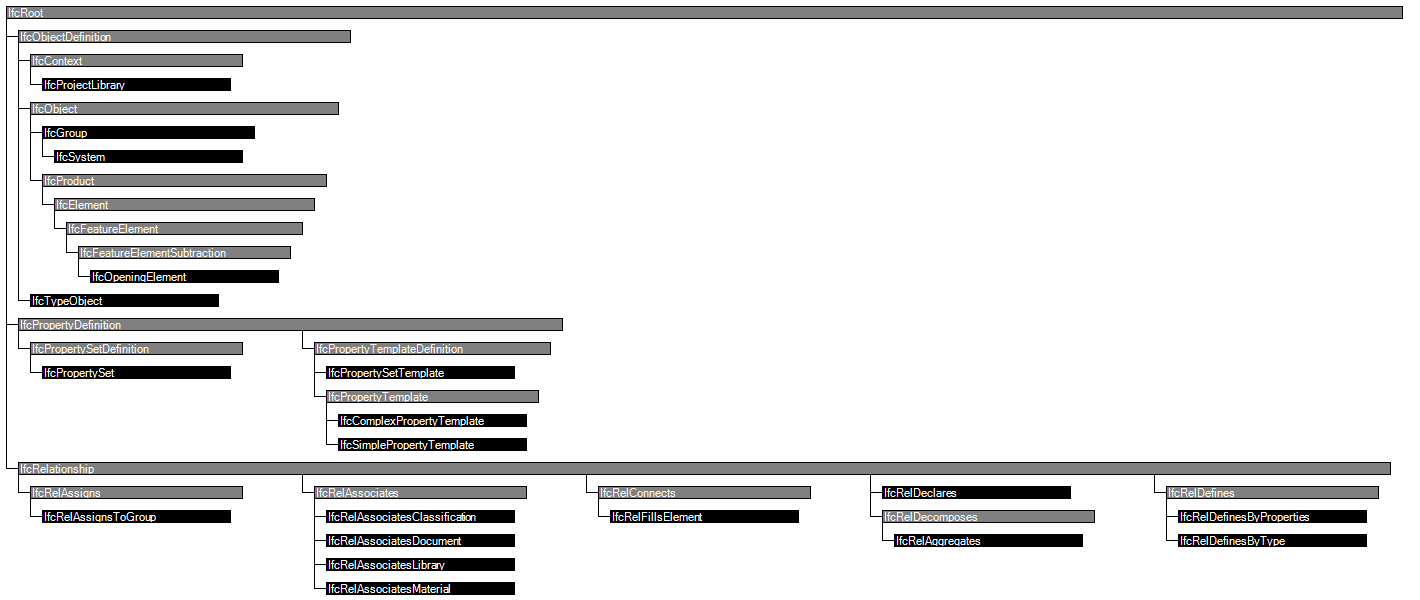 IfcRoot
IfcObjectDefinition
IfcContext
IfcProjectLibrary
IfcObject
IfcGroup
IfcSystem
IfcProduct
IfcElement
IfcFeatureElement
IfcFeatureElementSubtraction
IfcOpeningElement
IfcTypeObject
IfcPropertyDefinition
IfcPropertySetDefinition IfcPropertyTemplateDefinition
IfcPropertySet IfcPropertySetTemplate
IfcPropertyTemplate
IfcComplexPropertyTemplate
IfcSimplePropertyTemplate
IfcRelationship
IfcRelAssigns IfcRelAssociates IfcRelConnects IfcRelDeclares IfcRelDefines
IfcRelAssignsToGroup IfcRelAssociatesClassification IfcRelFillsElement IfcRelDecomposes IfcRelDefinesByProperties
IfcRelAssociatesDocument IfcRelAggregates IfcRelDefinesByType
IfcRelAssociatesLibrary
IfcRelAssociatesMaterial